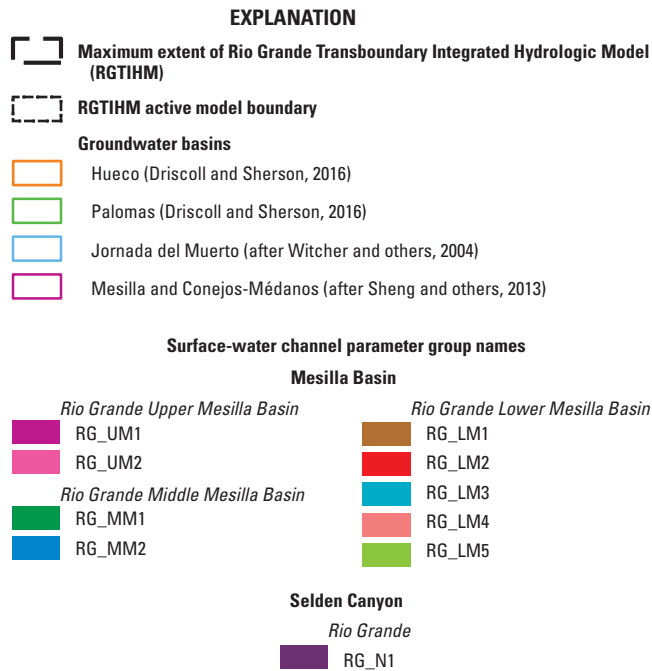 EXPLANATION
Maximum extent of Rio Grande Transboundary Integrated Hydrologic Model
(RGTIHM)
RGTIHM active model boundary
Groundwater basins
Hueco (Driscoll and Sherson, 2016)
Palomas (Driscoll and Sherson, 2016)
Jornada del Muerto (after Witcher and others, 2004)
Mesilla and Conejos-Médanos (after Sheng and others, 2013)
Surface-water channel parameter group names
Mesilla Basin
Rio Grande Upper Mesilla Basin
RG_UM1
RG_UM2
Rio Grande Middle Mesilla Basin
RG_MM1
RG_MM2
Rio Grande Lower Mesilla Basin
RG_LM1
RG_LM2
RG_LM3
RG_LM4
RG_LM5
Selden Canyon
Rio Grande
RG_N1